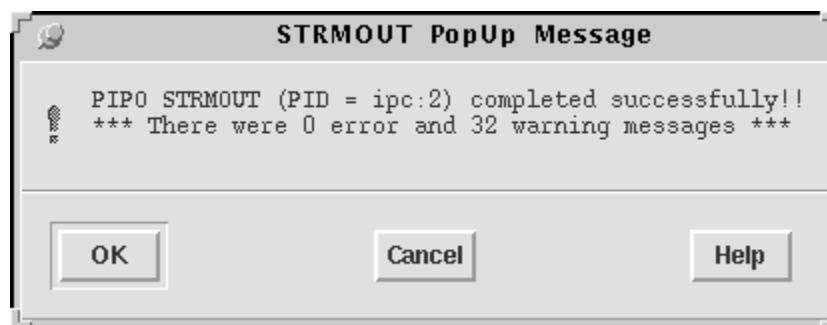 STRMOUT PopUp Message
PIPO STRMOUT (PID = ipc:2) completed successfully!!
*** There were 0 error and 32 warning messages ***
OK
Cancel
Help